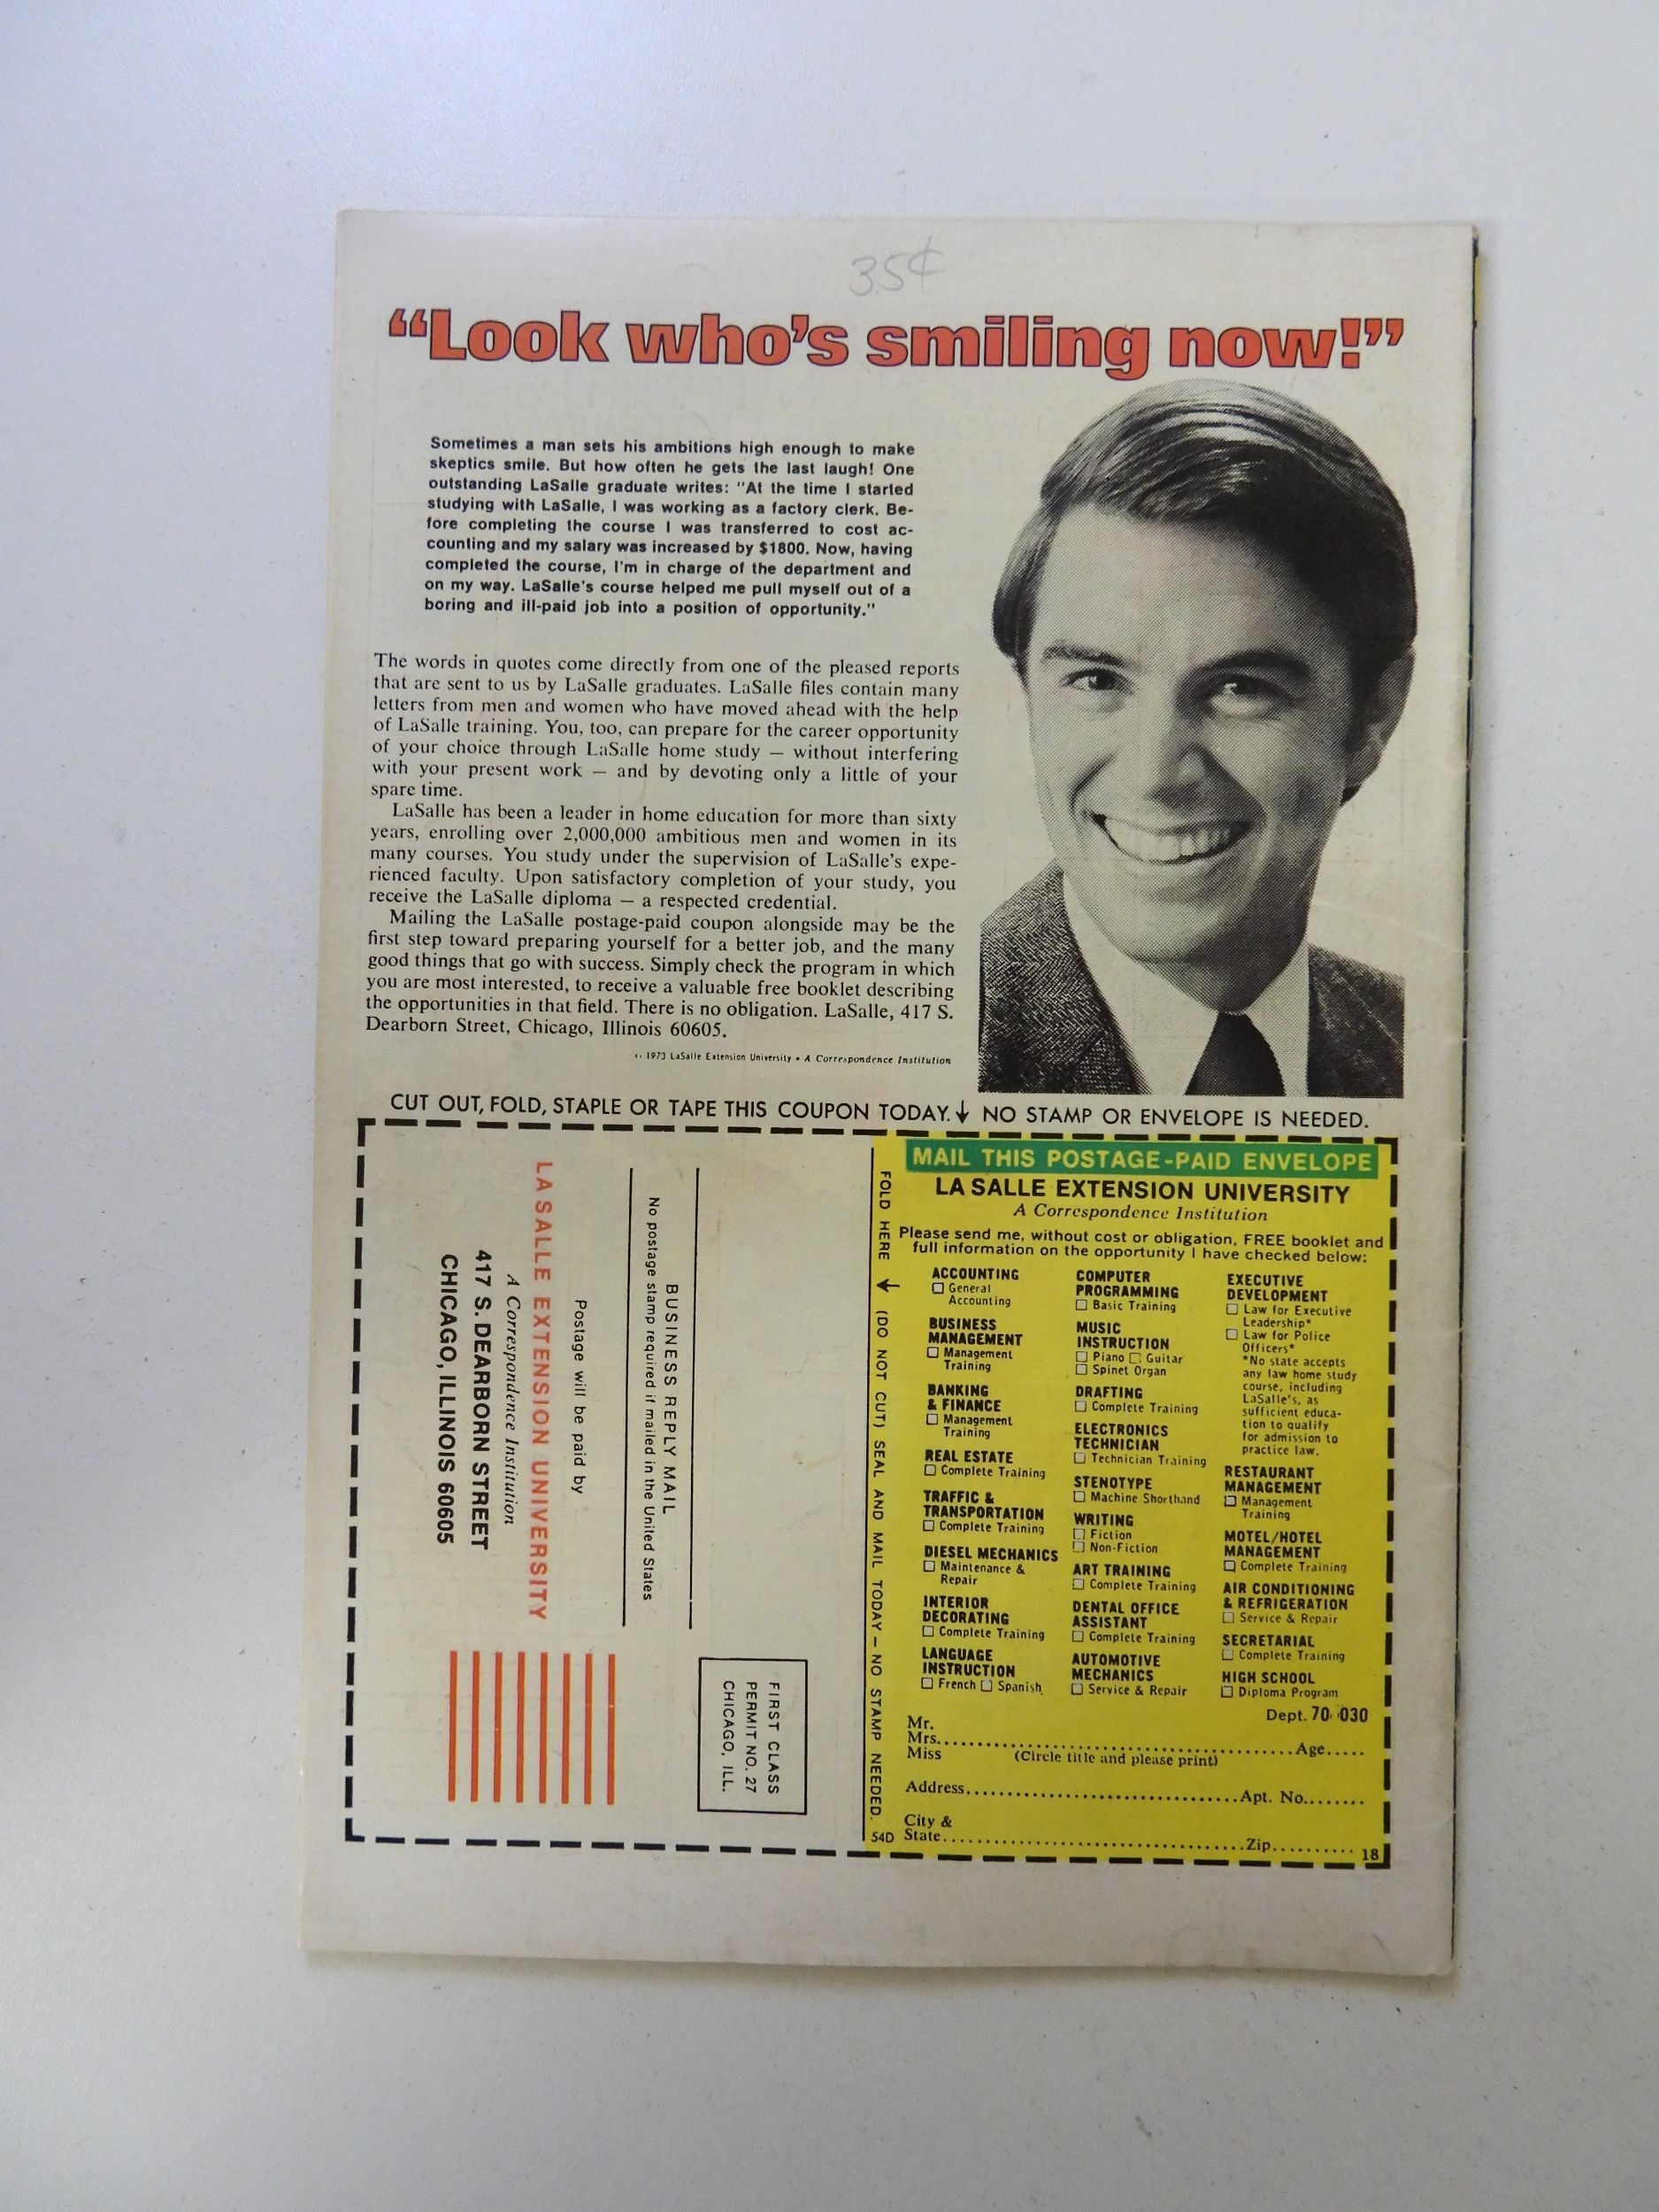 35¢
“Look who’s smiling now!”
Sometimes a man sets his ambitions high enough to make
skeptics smile. But how often he gets the last laugh! One
outstanding LaSalle graduate writes: "At the time I started
studying with LaSalle, I was working as a factory clerk. Be-
fore completing the course I was transferred to cost ac-
counting and my salary was increased by $1800. Now, having
completed the course, I'm in charge of the department and
on my way. LaSalle's course helped me pull myself out of a
boring and ill-paid job into a position of opportunity."
The words in quotes come directly from one of the pleased reports
that are sent to us by LaSalle graduates. LaSalle files contain many
letters from men and women who have moved ahead with the help
of LaSalle training. You, too, can prepare for the career opportunity
of your choice through LaSalle home study — without interfering
with your present work — and by devoting only a little of your
spare time.
LaSalle has been a leader in home education for more than sixty
years, enrolling over 2,000,000 ambitious men and women in its
many courses. You study under the supervision of LaSalle's expe-
rienced faculty. Upon satisfactory completion of your study, you
receive the LaSalle diploma — a respected credential.
Mailing the LaSalle postage-paid coupon alongside may be the
first step toward preparing yourself for a better job, and the many
good things that go with success. Simply check the program in which
you are most interested, to receive a valuable free booklet describing
the opportunities in that field. There is no obligation. LaSalle, 417 S.
Dearborn Street, Chicago, Illinois 60605.
1973 LaSalle Extension University • A Correspondence Institution
CUT OUT, FOLD, STAPLE OR TAPE THIS COUPON TODAY.↓ NO STAMP OR ENVELOPE IS NEEDED.
FIRST CLASS
PERMIT NO. 27
CHICAGO, ILL.
BUSINESS REPLY MAIL
No postage stamp required if mailed in the United States
Postage will be paid by
LA SALLE EXTENSION UNIVERSITY
A Correspondence Institution
417 S. DEARBORN STREET
CHICAGO, ILLINOIS 60605
FOLD HERE ↓ (DO NOT CUT) SEAL AND MAIL TODAY — NO STAMP NEEDED.
54D
MAIL THIS POSTAGE-PAID ENVELOPE
LA SALLE EXTENSION UNIVERSITY
A Correspondence Institution
Please send me, without cost or obligation, FREE booklet and
full information on the opportunity I have checked below:
ACCOUNTING
☐ General
Accounting
BUSINESS
MANAGEMENT
☐ Management
Training
BANKING
& FINANCE
☐ Management
Training
REAL ESTATE
☐ Complete Training
TRAFFIC &
TRANSPORTATION
☐ Complete Training
DIESEL MECHANICS
☐ Maintenance &
Repair
INTERIOR
DECORATING
☐ Complete Training
LANGUAGE
INSTRUCTION
☐ French ☐ Spanish
COMPUTER
PROGRAMMING
☐ Basic Training
MUSIC
INSTRUCTION
☐ Piano ☐ Guitar
☐ Spinet Organ
DRAFTING
☐ Complete Training
ELECTRONICS
TECHNICIAN
☐ Technician Training
STENOTYPE
☐ Machine Shorthand
WRITING
☐ Fiction
☐ Non-Fiction
ART TRAINING
☐ Complete Training
DENTAL OFFICE
ASSISTANT
☐ Complete Training
AUTOMOTIVE
MECHANICS
☐ Service & Repair
EXECUTIVE
DEVELOPMENT
☐ Law for Executive
Leadership*
☐ Law for Police
Officers*
*No state accepts
any law home study
course, including
LaSalle's, as
sufficient educa-
tion to qualify
for admission to
practice law.
RESTAURANT
MANAGEMENT
☐ Management
Training
MOTEL/HOTEL
MANAGEMENT
☐ Complete Training
AIR CONDITIONING
& REFRIGERATION
☐ Service & Repair
SECRETARIAL
☐ Complete Training
HIGH SCHOOL
☐ Diploma Program
Dept. 70-030
Mr.
Mrs. Age
Miss (Circle title and please print)
Address Apt. No.
City &
State Zip
18